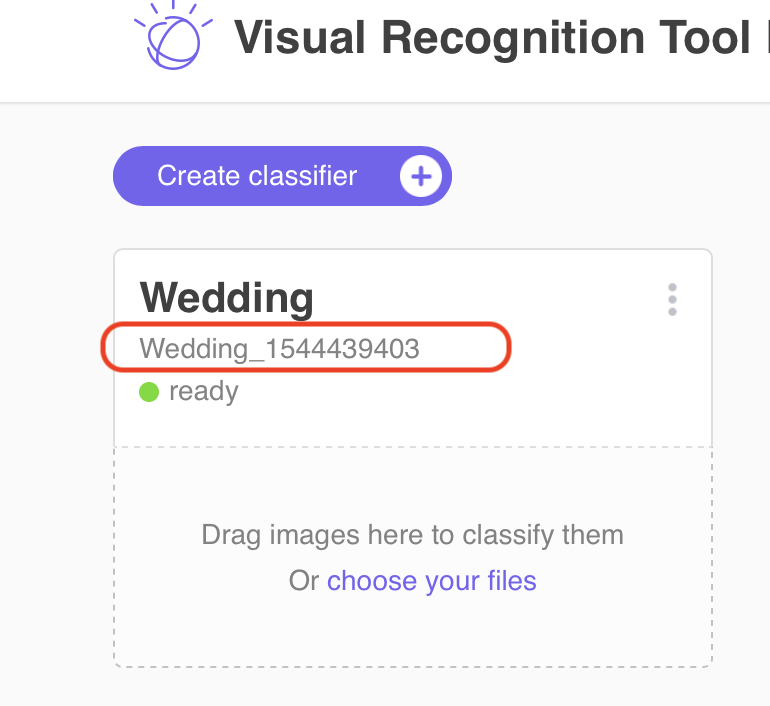 Visual Recognition Tool
Create classifier
Wedding
Wedding_1544439403
ready
Drag images here to classify them
Or choose your files